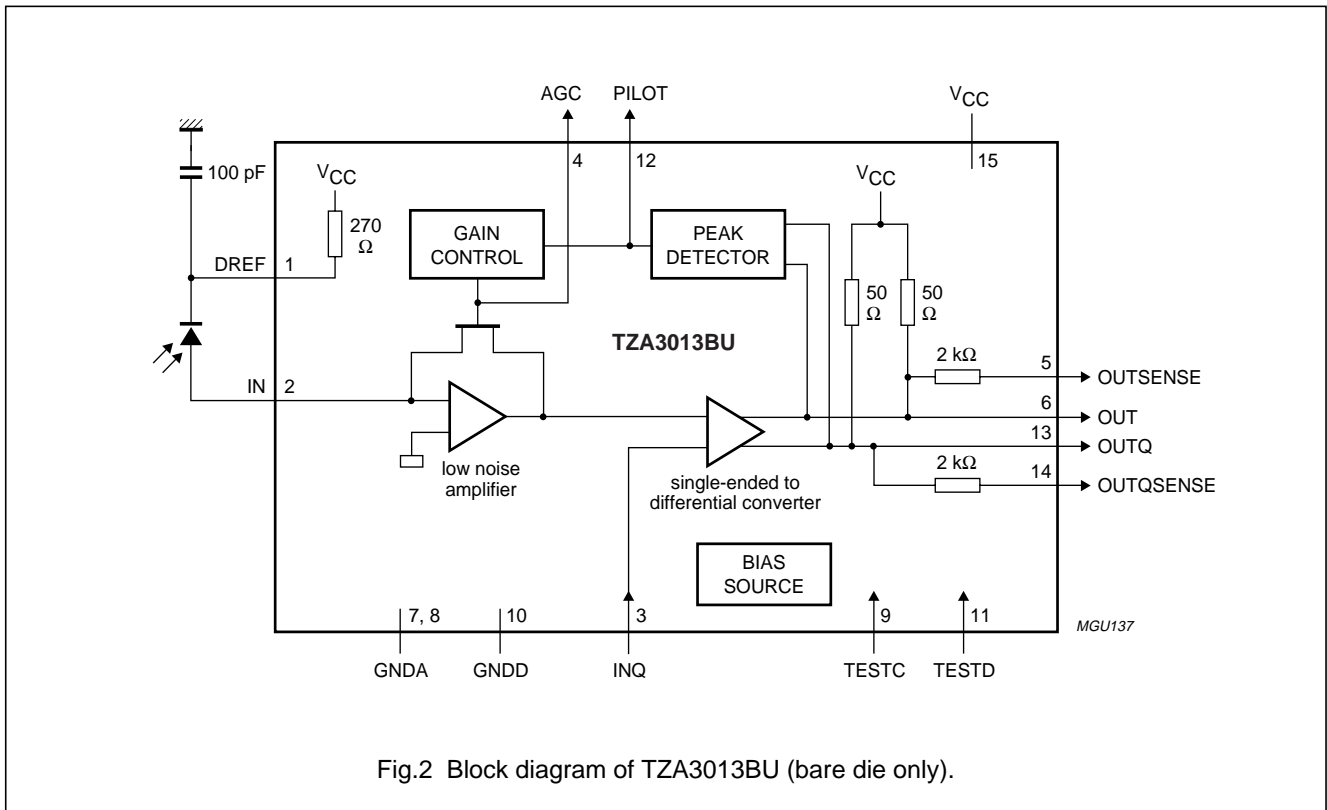 AGC PILOT
VCC
4 12 15
100 pF
VCC
VCC
270
Ω
GAIN
CONTROL
PEAK
DETECTOR
DREF 1
50
Ω
50
Ω
TZA3013BU
2 kΩ
5
OUTSENSE
IN 2
6
OUT
13
OUTQ
2 kΩ
14
OUTQSENSE
low noise
amplifier
single-ended to
differential converter
BIAS
SOURCE
7, 8 10 3 9 11
MGU137
GNDA GNDD INQ TESTC TESTD
Fig.2 Block diagram of TZA3013BU (bare die only).